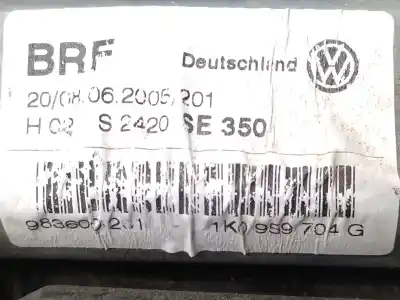 BRF Deutschland
20/08.06.2005/201
H 02 S 2420 SE 350
1K0 959 704 G